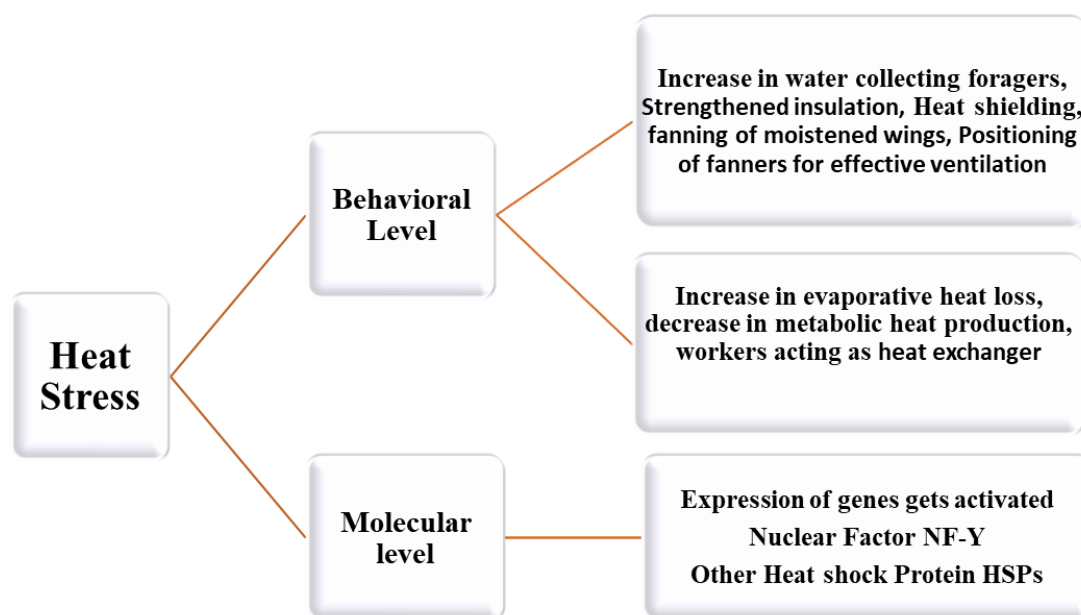 Heat
Stress
Behavioral
Level
Increase in water collecting foragers,
Strengthened insulation, Heat shielding,
fanning of moistened wings, Positioning
of fanners for effective ventilation
Increase in evaporative heat loss,
decrease in metabolic heat production,
workers acting as heat exchanger
Molecular
level
Expression of genes gets activated
Nuclear Factor NF-Y
Other Heat shock Protein HSPs